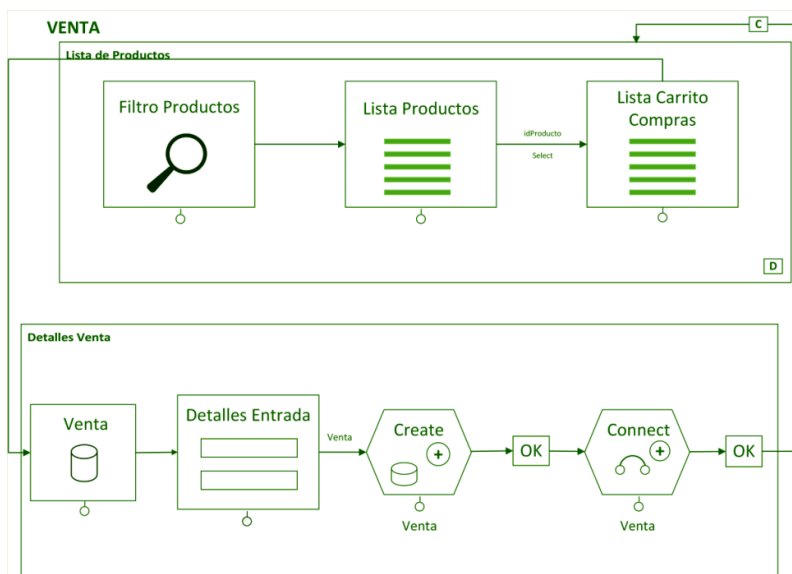 VENTA
C
Lista de Productos
Filtro Productos
Lista Productos
idProducto
Select
Lista Carrito
Compras
D
Detalles Venta
Venta
Detalles Entrada
Venta
Create
+
Venta
OK
Connect
+
Venta
OK